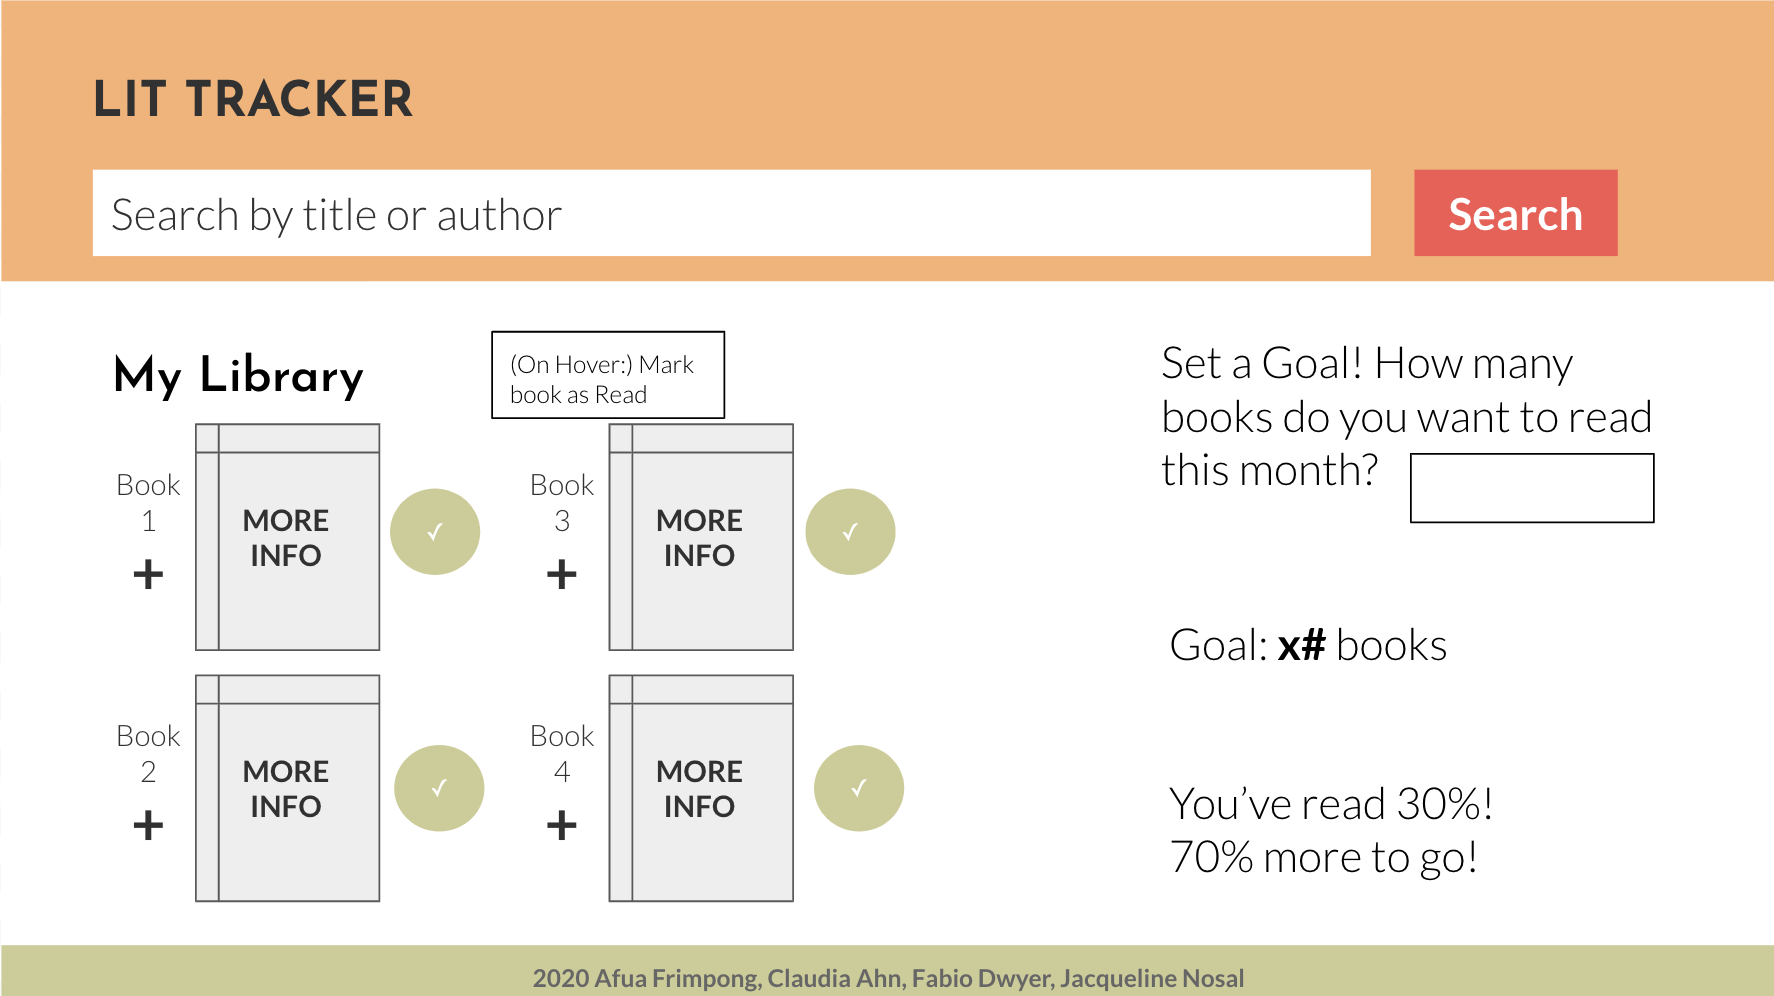 LIT TRACKER
Search by title or author
Search
My Library
(On Hover:) Mark
book as Read
Book
1
+
MORE
INFO
✓
Book
3
+
MORE
INFO
✓
Book
2
+
MORE
INFO
✓
Book
4
+
MORE
INFO
✓
Set a Goal! How many
books do you want to read
this month?
Goal: x# books
You’ve read 30%!
70% more to go!
2020 Afua Frimpong, Claudia Ahn, Fabio Dwyer, Jacqueline Nosal